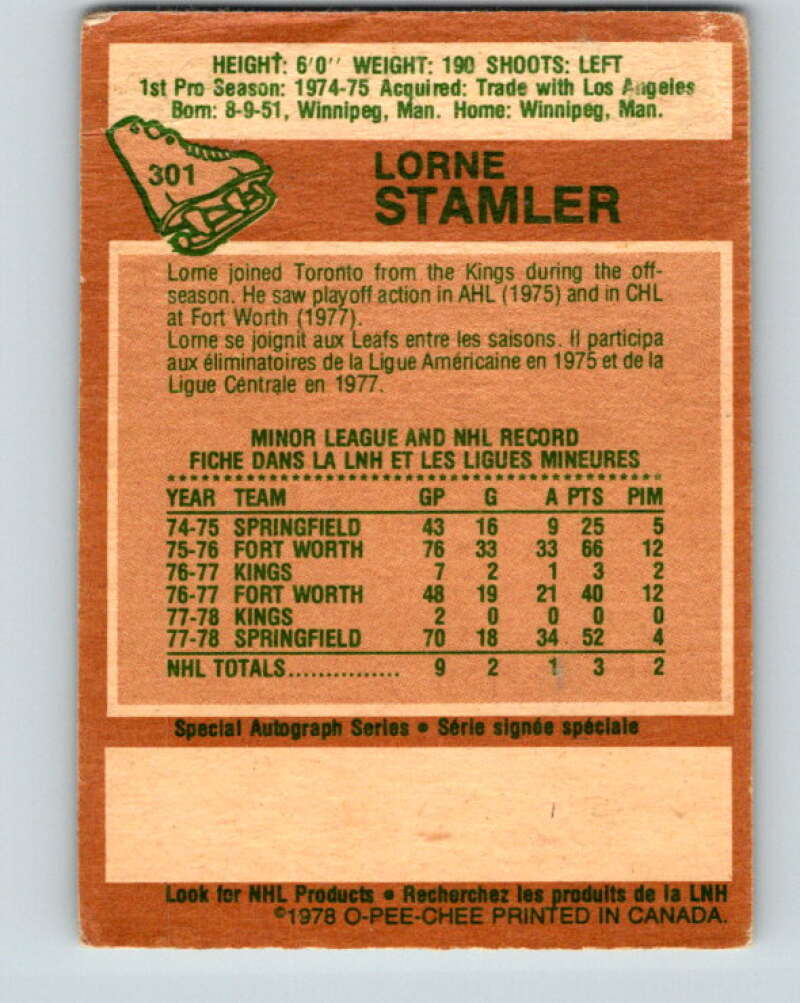 HEIGHT: 6'0'' WEIGHT: 190 SHOOTS: LEFT
1st Pro Season: 1974-75 Acquired: Trade with Los Angeles
Born: 8-9-51, Winnipeg, Man. Home: Winnipeg, Man.
301
LORNE
STAMLER
Lorne joined Toronto from the Kings during the off-
season. He saw playoff action in AHL (1975) and in CHL
at Fort Worth (1977).
Lorne se joignit aux Leafs entre les saisons. Il participa
aux éliminatoires de la Ligue Américaine en 1975 et de la
Ligue Centrale en 1977.
MINOR LEAGUE AND NHL RECORD
FICHE DANS LA LNH ET LES LIGUES MINEURES
YEAR TEAM GP G A PTS PIM
74-75 SPRINGFIELD 43 16 9 25 5
75-76 FORT WORTH 76 33 33 66 12
76-77 KINGS 7 2 1 3 2
76-77 FORT WORTH 48 19 21 40 12
77-78 KINGS 2 0 0 0 0
77-78 SPRINGFIELD 70 18 34 52 4
NHL TOTALS............... 9 2 1 3 2
Special Autograph Series • Série signée spéciale
Look for NHL Products • Recherchez les produits de la LNH
©1978 O-PEE-CHEE PRINTED IN CANADA.